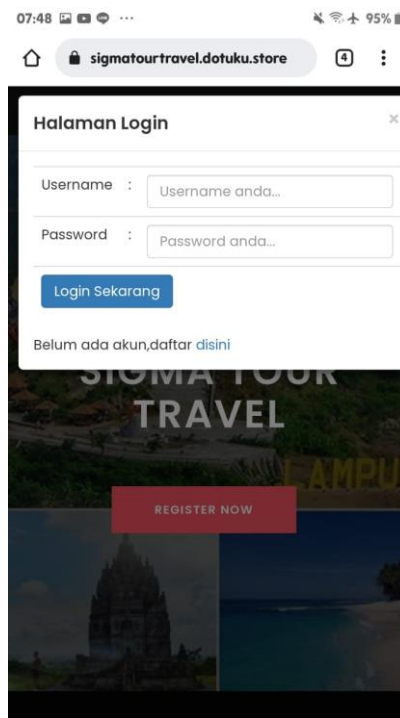 07:48 ... 95%
sigmatourtravel.dotuku.store 4
Halaman Login ×
Username : Username anda...
Password : Password anda...
Login Sekarang
Belum ada akun,daftar disini
SIGMA TOUR
TRAVEL
LAMPU
REGISTER NOW